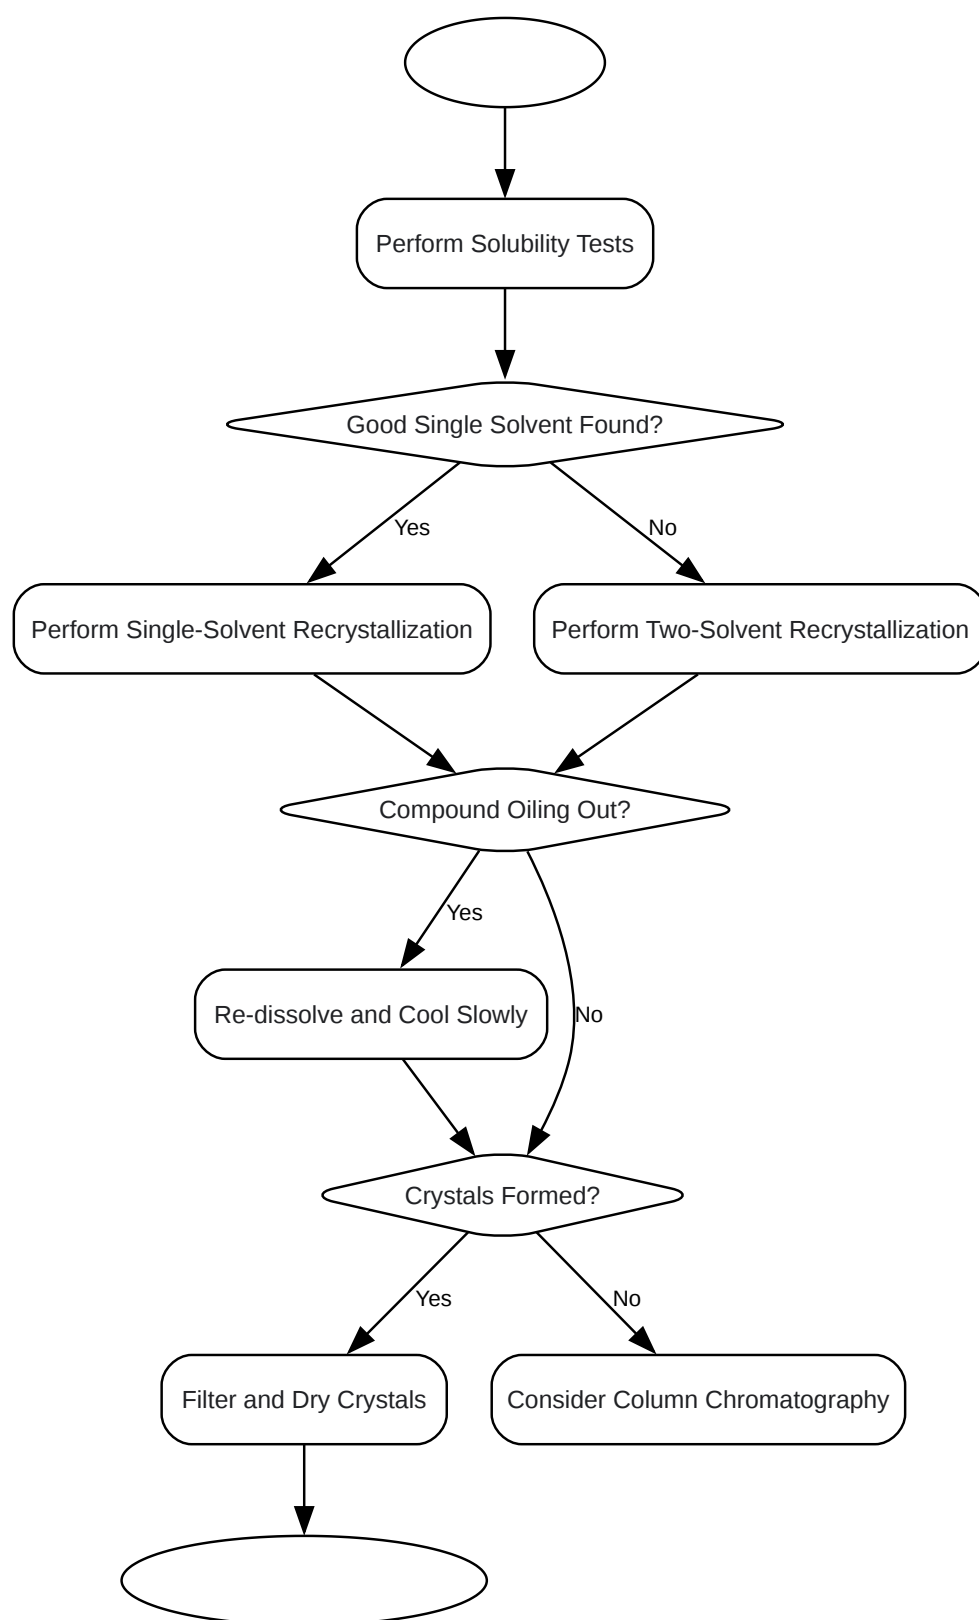 Perform Solubility Tests
Good Single Solvent Found?
Yes
No
Perform Single-Solvent Recrystallization
Perform Two-Solvent Recrystallization
Compound Oiling Out?
Yes
Re-dissolve and Cool Slowly
No
Crystals Formed?
Yes
No
Filter and Dry Crystals
Consider Column Chromatography